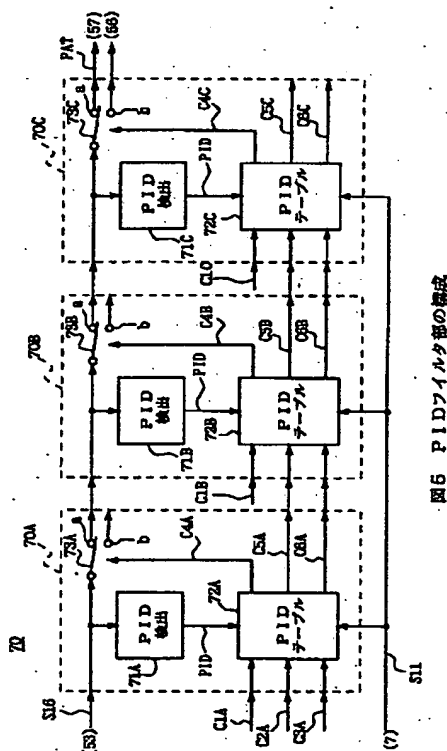 70
S16
(53)
70A
73A
a
b
PID
検出
71A
PID
C4A
72A
PID
テーブル
C1A
C2A
C3A
C5A
C6A
70B
73B
a
b
PID
検出
71B
PID
C4B
72B
PID
テーブル
C1B
C5B
C6B
70C
73C
a
b
PAT
(57)
(56)
PID
検出
71C
PID
C4C
72C
PID
テーブル
C10
C5C
C6C
(7)
S11
図5 PIDフィルタ部の構成